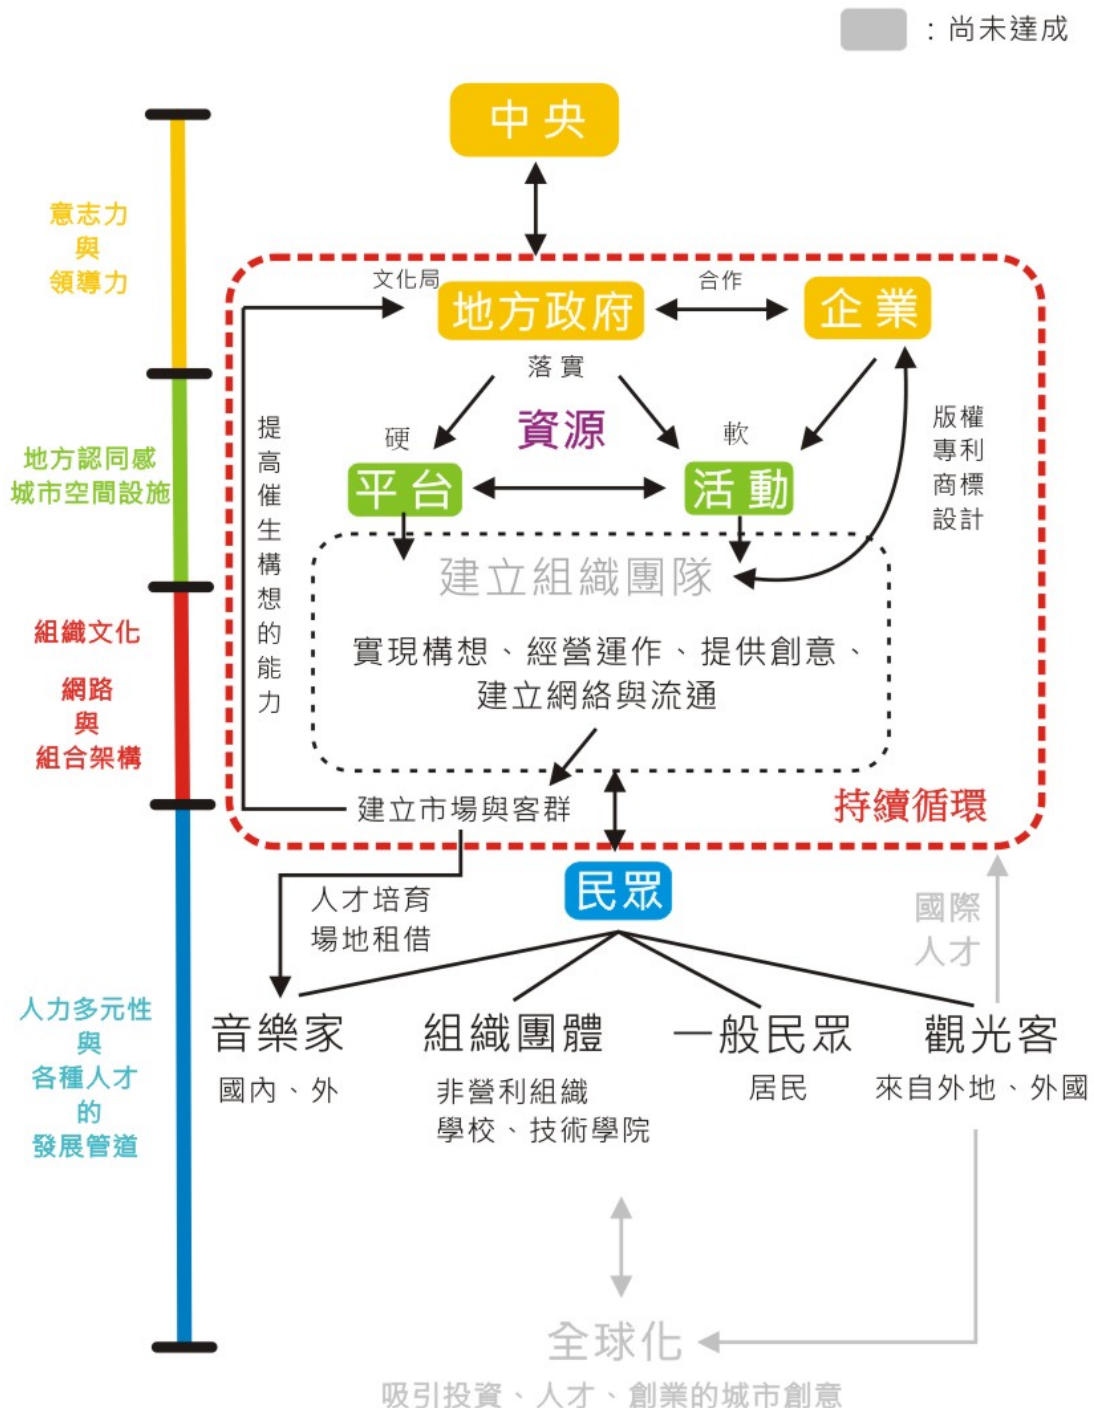 ：尚未達成
中央
意志力
與
領導力
文化局
地方政府
合作
企業
落實
資源
硬
軟
平台
活動
版權
專利
商標
設計
提高催生構想的能力
地方認同感
城市空間設施
建立組織團隊
實現構想、經營運作、提供創意、
建立網絡與流通
組織文化
網路
與
組合架構
建立市場與客群
持續循環
人才培育
場地租借
民眾
國際
人才
人力多元性
與
各種人才
的
發展管道
音樂家
國內、外
組織團體
非營利組織
學校、技術學院
一般民眾
居民
觀光客
來自外地、外國
全球化
吸引投資、人才、創業的城市創意